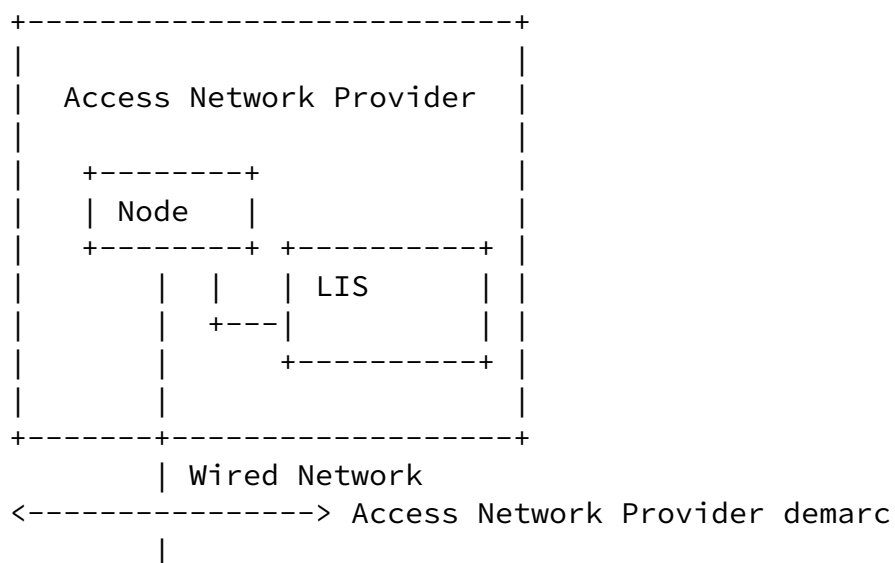 Access Network Provider
Node
LIS
Wired Network
Access Network Provider demarc